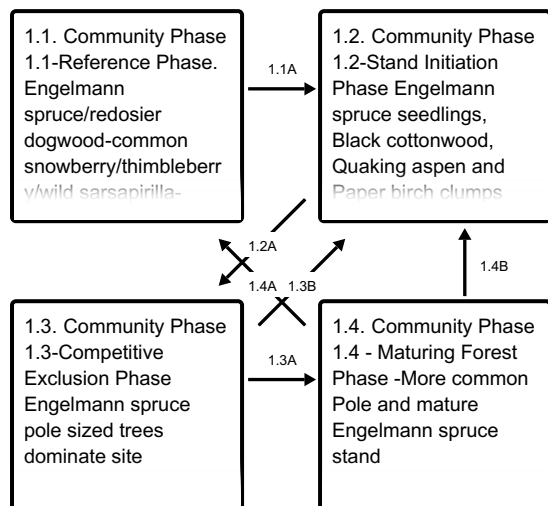 1.1. Community Phase
1.1-Reference Phase.
Engelmann
spruce/redosier
dogwood-common
snowberry/thimbleberr
y/wild sarsapirilla-
1.1A
1.2. Community Phase
1.2-Stand Initiation
Phase Engelmann
spruce seedlings,
Black cottonwood,
Quaking aspen and
Paper birch clumps
1.2A
1.4A
1.3B
1.4B
1.3. Community Phase
1.3-Competitive
Exclusion Phase
Engelmann spruce
pole sized trees
dominate site
1.3A
1.4. Community Phase
1.4 - Maturing Forest
Phase -More common
Pole and mature
Engelmann spruce
stand